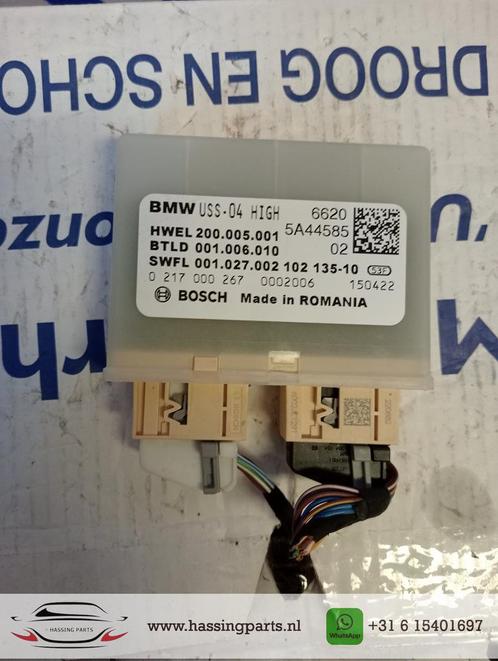 DROOG EN SCHO
BMW USS-04 HIGH 6620
HWEL 200.005.001 5A44585
BTLD 001.006.010 02
SWFL 001.027.002 102 135-10 S3F
0 217 000 267 0002006 150422
BOSCH Made in ROMANIA
HASSING PARTS
www.hassingparts.nl
WhatsApp
+31 6 15401697